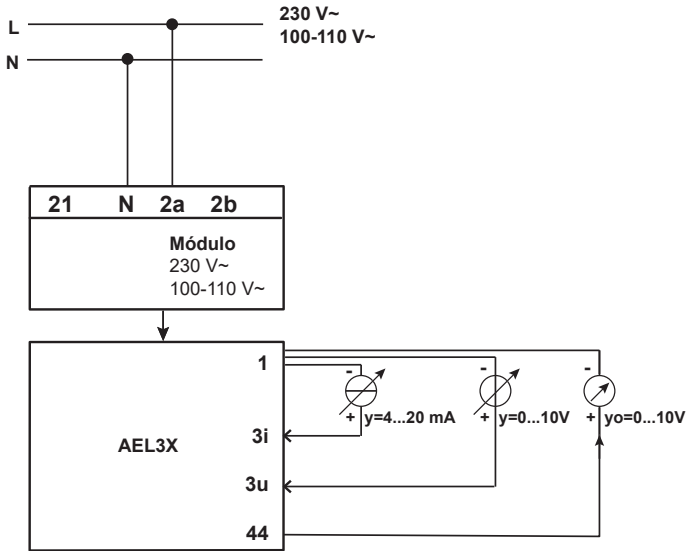 230 V~
L
100-110 V~
N
21 N 2a 2b
Módulo
230 V~
100-110 V~
1
- - -
+ y=4...20 mA + y=0...10V + yo=0...10V
3i
AEL3X
3u
44